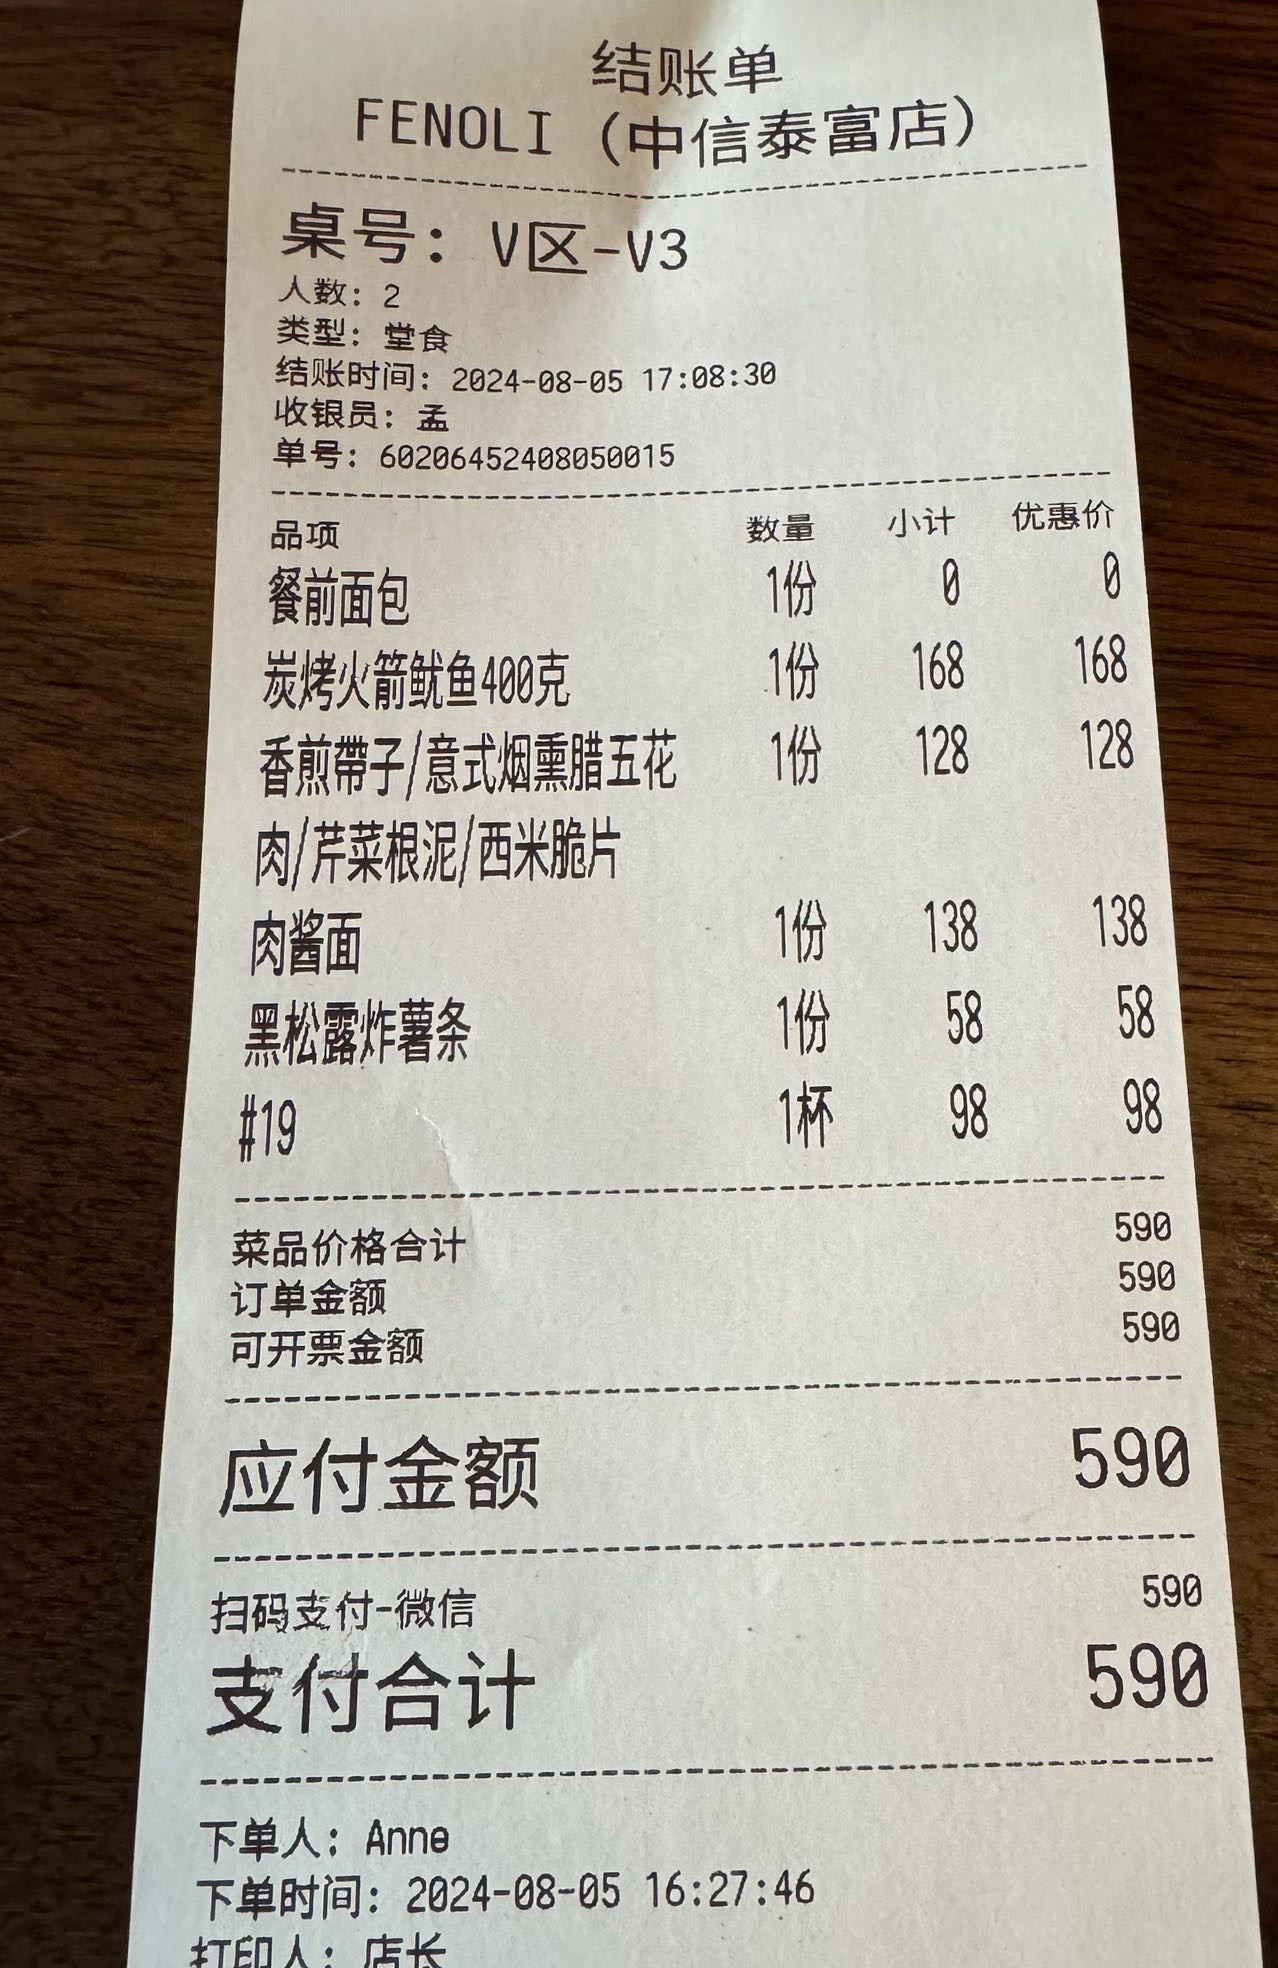 结账单
FENOLI（中信泰富店）
桌号：V区-V3
人数：2
类型：堂食
结账时间：2024-08-05 17:08:30
收银员：孟
单号：60206452408050015
品项 数量 小计 优惠价
餐前面包 1份 0 0
炭烤火箭鱿鱼400克 1份 168 168
香煎帶子/意式烟熏腊五花 1份 128 128
肉/芹菜根泥/西米脆片
肉酱面 1份 138 138
黑松露炸薯条 1份 58 58
#19 1杯 98 98
菜品价格合计 590
订单金额 590
可开票金额 590
应付金额 590
扫码支付-微信 590
支付合计 590
下单人：Anne
下单时间：2024-08-05 16:27:46
打印人：店长